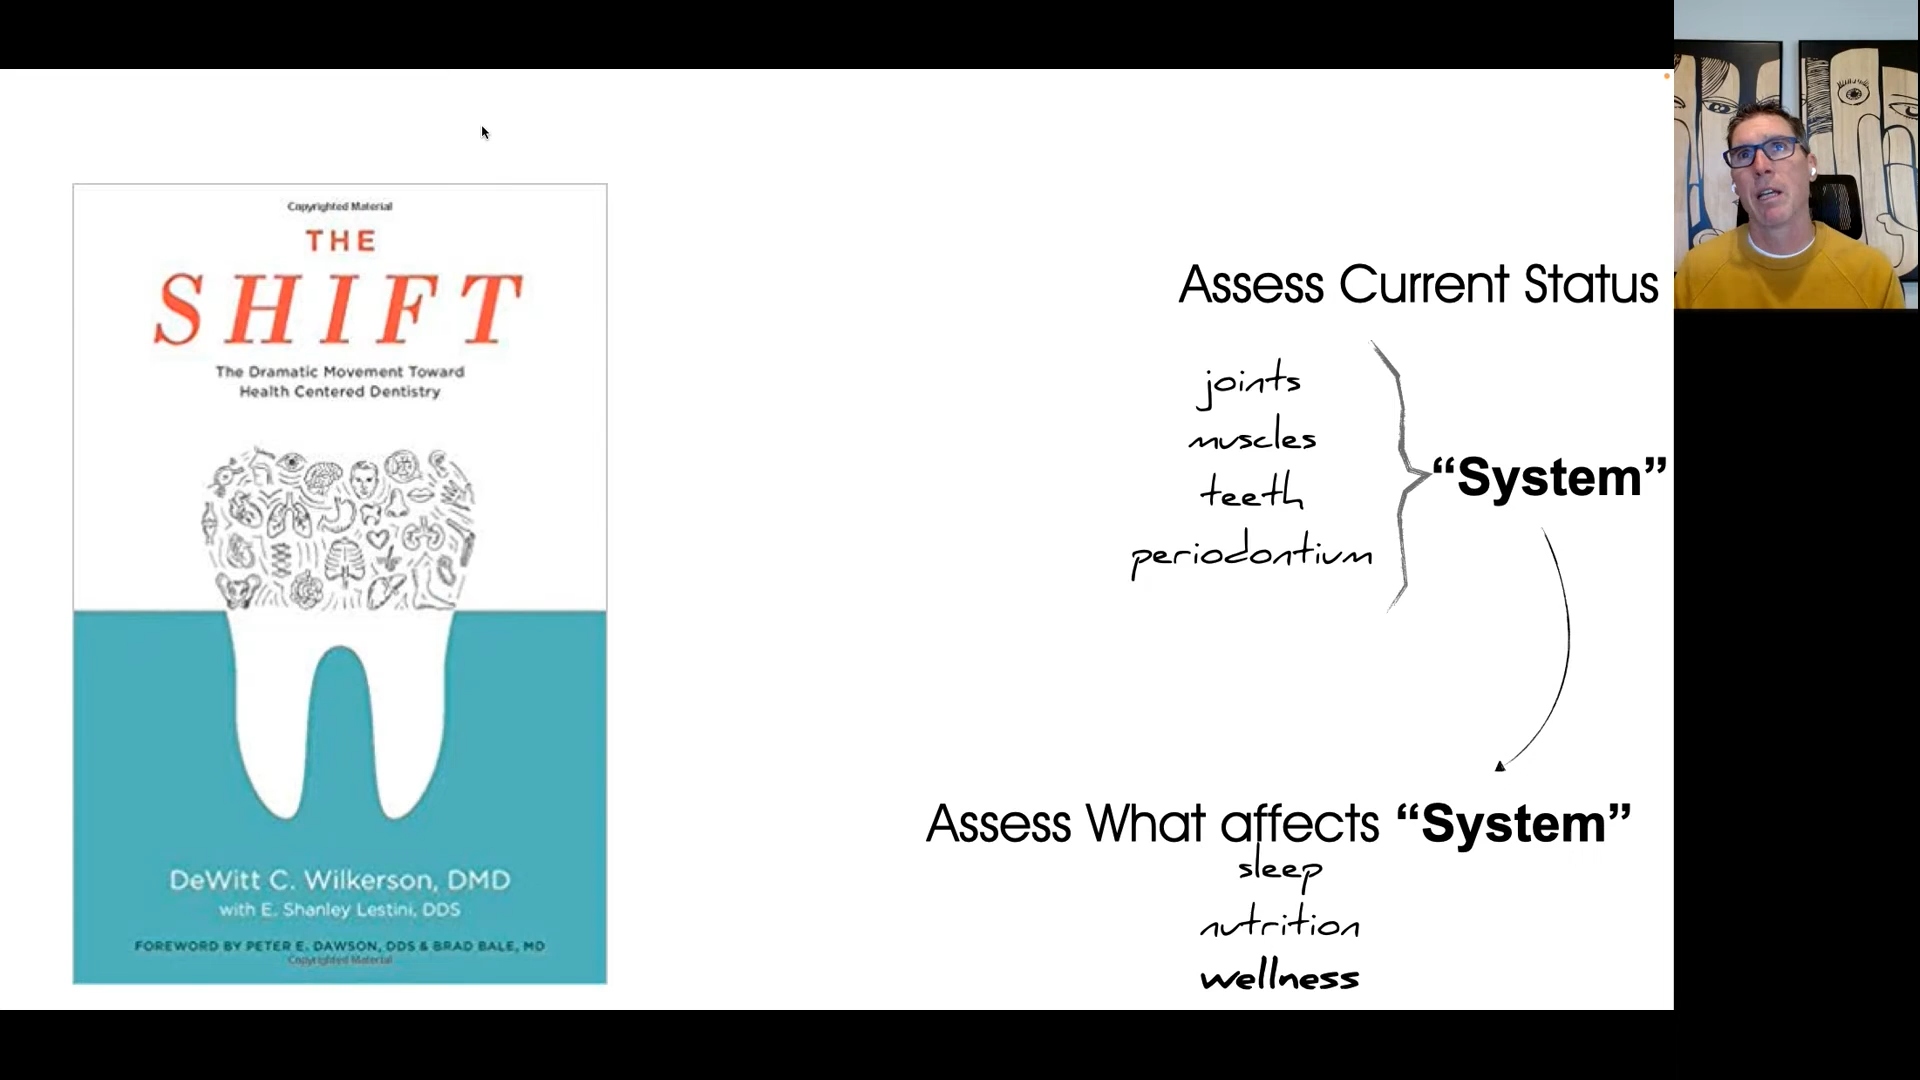 Copyrighted Material
THE
SHIFT
The Dramatic Movement Toward
Health Centered Dentistry
DeWitt C. Wilkerson, DMD
with E. Shanley Lestini, DDS
FOREWORD BY PETER E. DAWSON, DDS & BRAD BALE, MD
Copyrighted Material
Assess Current Status
joints
muscles
teeth
periodontium
“System”
Assess What affects “System”
sleep
nutrition
wellness